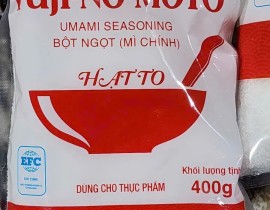 UMAMI SEASONING
BỘT NGỌT (MÌ CHÍNH)
HẠT TO
EFC
Khối lượng tịnh
400g
DÙNG CHO THỰC PHẨM